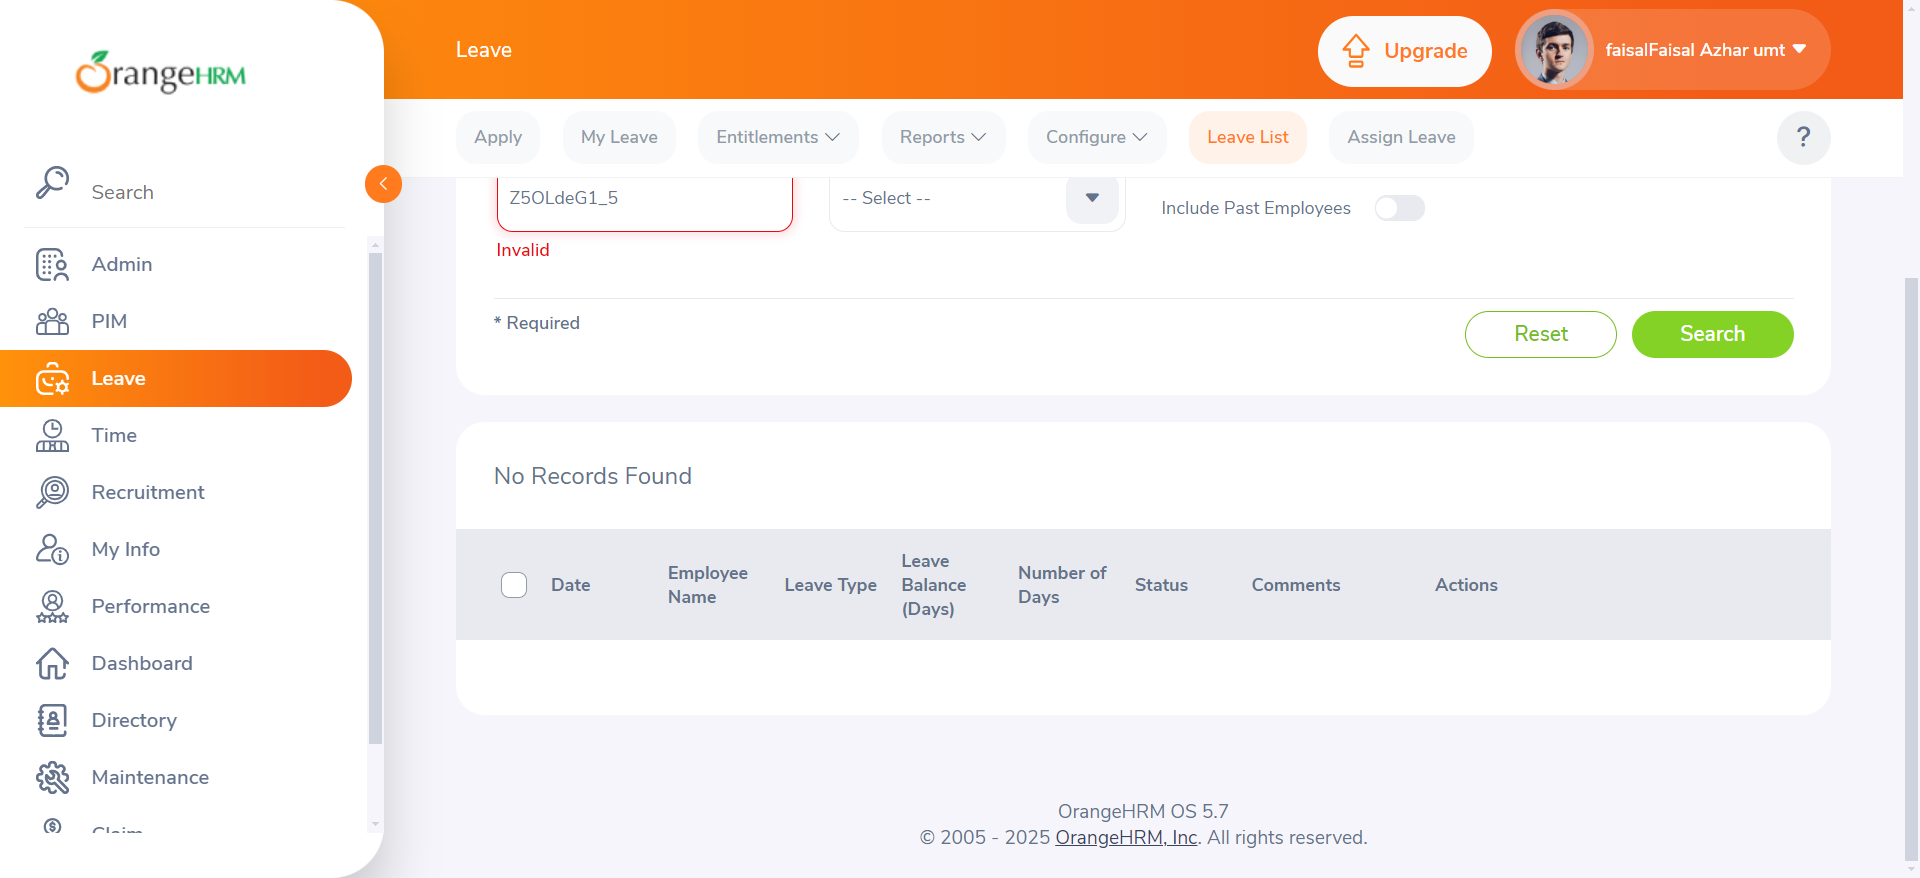 OrangeHRM
Leave
Upgrade
faisalFaisal Azhar umt
Apply
My Leave
Entitlements
Reports
Configure
Leave List
Assign Leave
?
Search
Admin
PIM
Leave
Time
Recruitment
My Info
Performance
Dashboard
Directory
Maintenance
Claim
Z5OLdeG1_5
-- Select --
Include Past Employees
Invalid
* Required
Reset
Search
No Records Found
Date
Employee
Name
Leave Type
Leave
Balance
(Days)
Number of
Days
Status
Comments
Actions
OrangeHRM OS 5.7
© 2005 - 2025 OrangeHRM, Inc. All rights reserved.